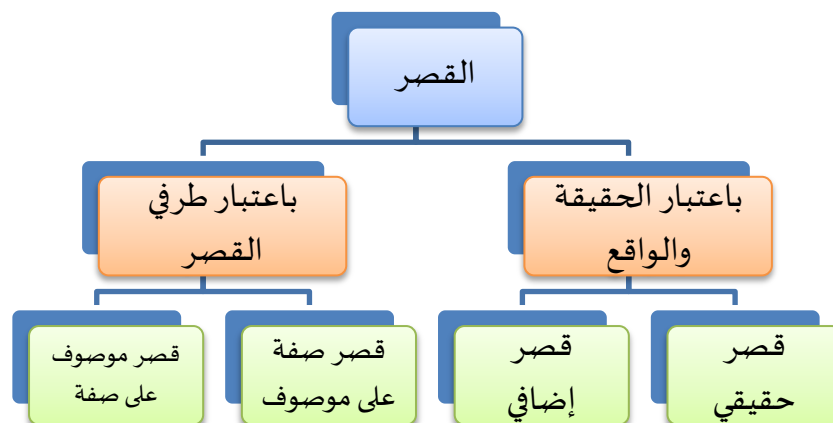 القصر
باعتبار الحقيقة
والواقع
باعتبار طرفي
القصر
قصر
حقيقي
قصر
إضافي
قصر صفة
على موصوف
قصر موصوف
على صفة